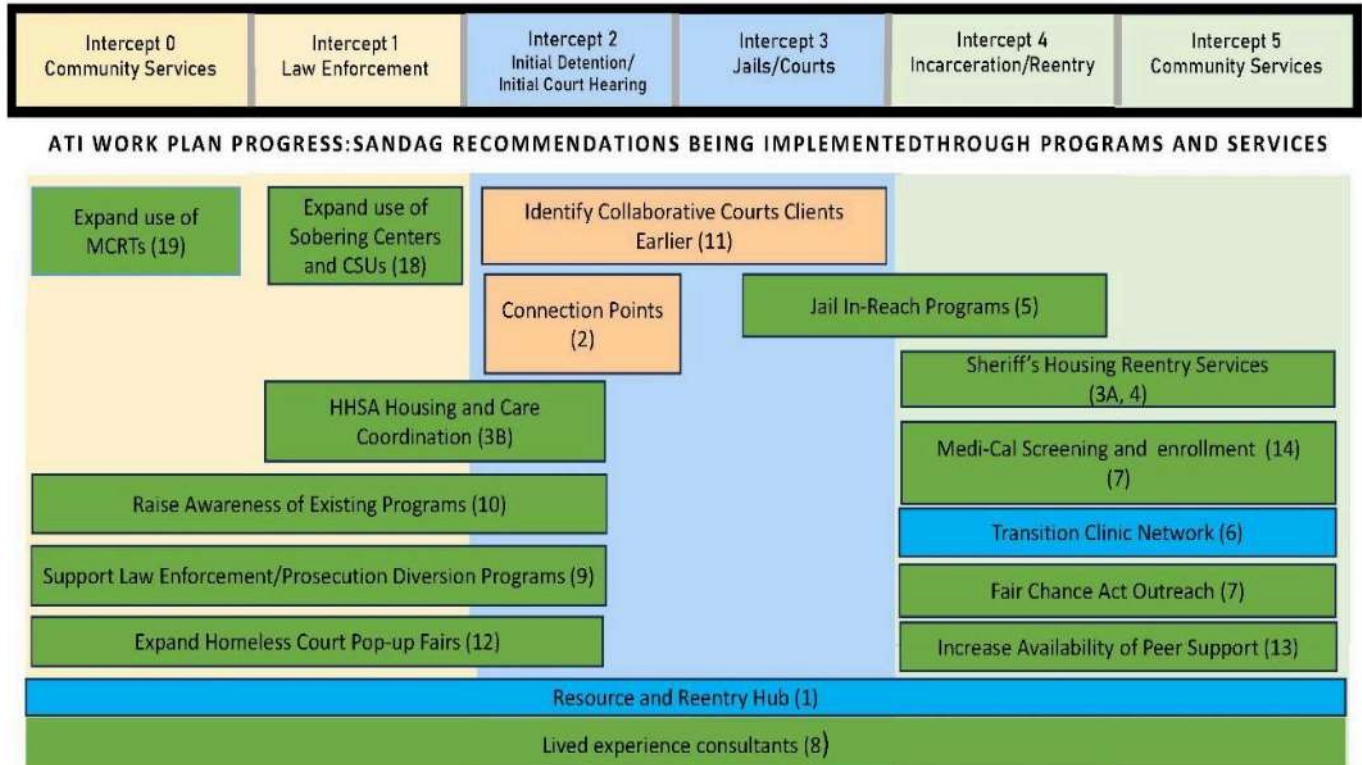 Intercept 0
Community Services
Intercept 1
Law Enforcement
Intercept 2
Initial Detention/
Initial Court Hearing
Intercept 3
Jails/Courts
Intercept 4
Incarceration/Reentry
Intercept 5
Community Services
ATI WORK PLAN PROGRESS:SANDAG RECOMMENDATIONS BEING IMPLEMENTEDTHROUGH PROGRAMS AND SERVICES
Expand use of
MCRTs (19)
Expand use of
Sobering Centers
and CSUs (18)
Identify Collaborative Courts Clients
Earlier (11)
Connection Points
(2)
Jail In-Reach Programs (5)
Sheriff's Housing Reentry Services
(3A, 4)
HHSA Housing and Care
Coordination (3B)
Medi-Cal Screening and enrollment (14)
(7)
Raise Awareness of Existing Programs (10)
Transition Clinic Network (6)
Support Law Enforcement/Prosecution Diversion Programs (9)
Fair Chance Act Outreach (7)
Expand Homeless Court Pop-up Fairs (12)
Increase Availability of Peer Support (13)
Resource and Reentry Hub (1)
Lived experience consultants (8)